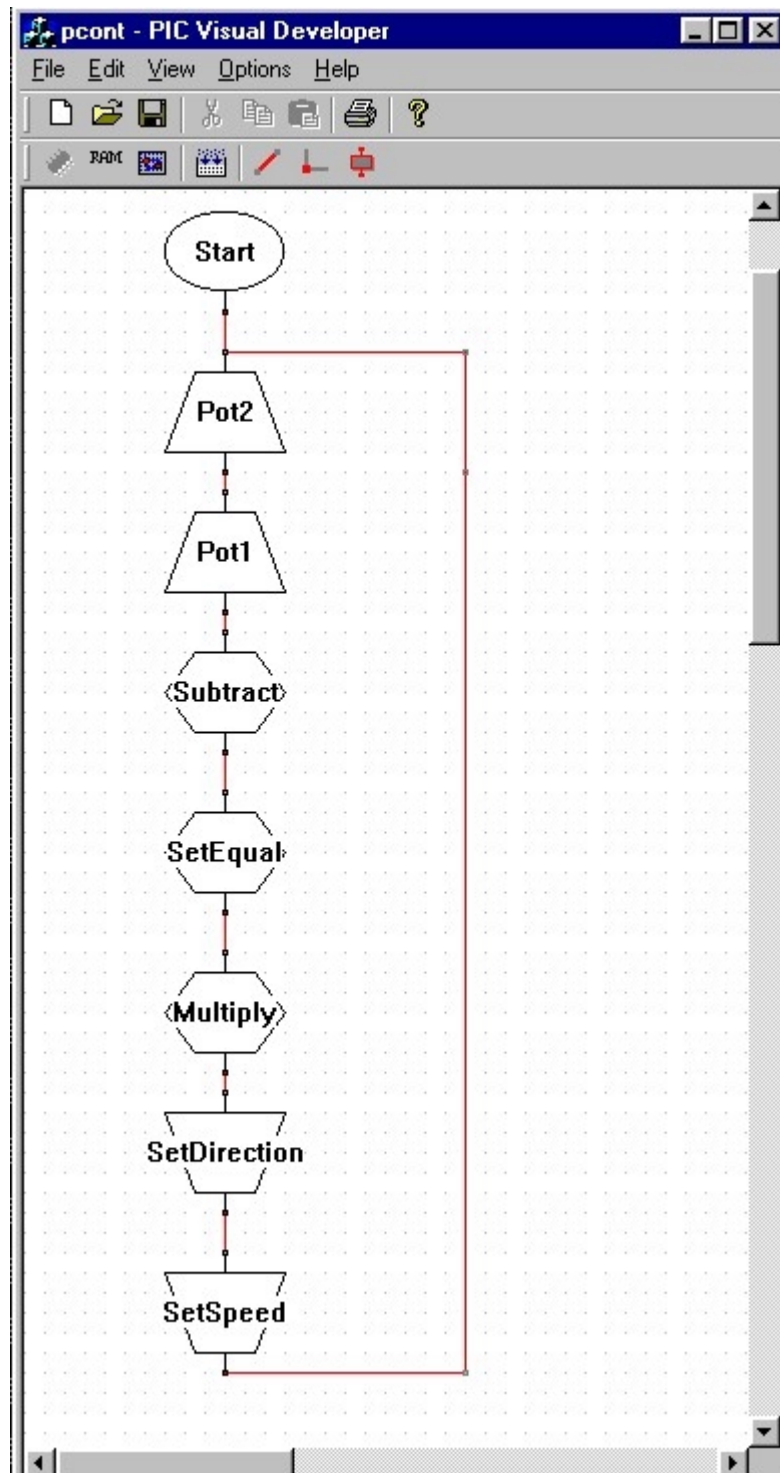 pcont - PIC Visual Developer
File Edit View Options Help
?
RAM
Start
Pot2
Pot1
Subtract
SetEqual
Multiply
SetDirection
SetSpeed